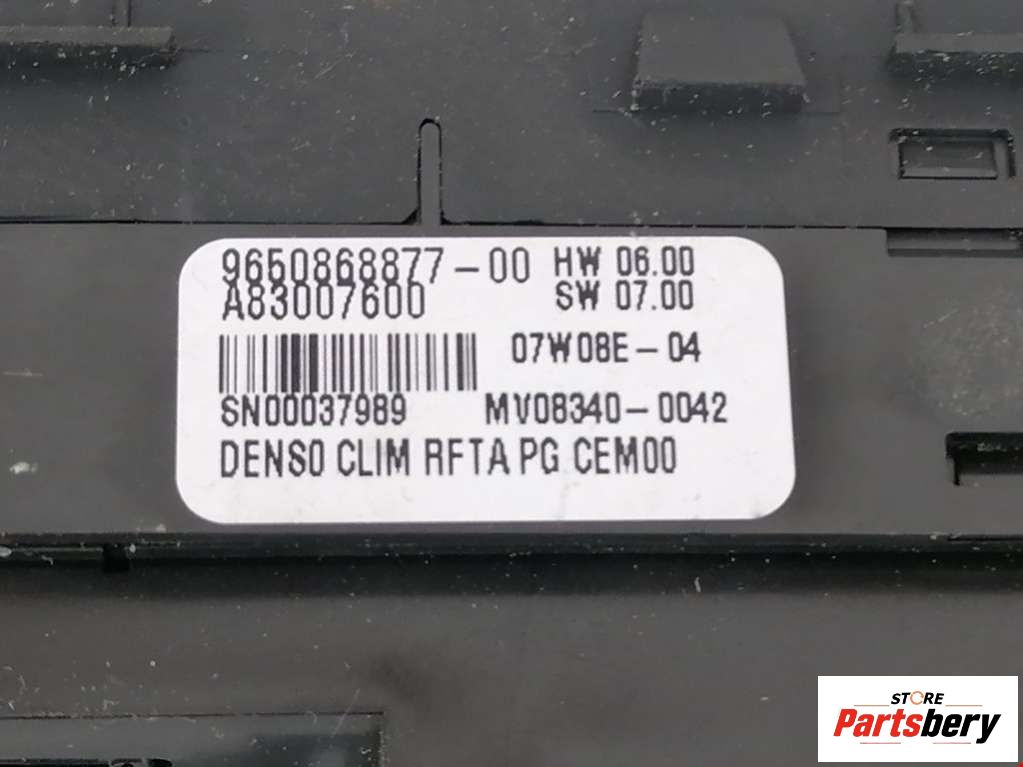 9650868877-00 HW 06.00
A83007600 SW 07.00
07W08E-04
SN00037989 MV08340-0042
DENSO CLIM RFTA PG CEM00
STORE
Partsbery